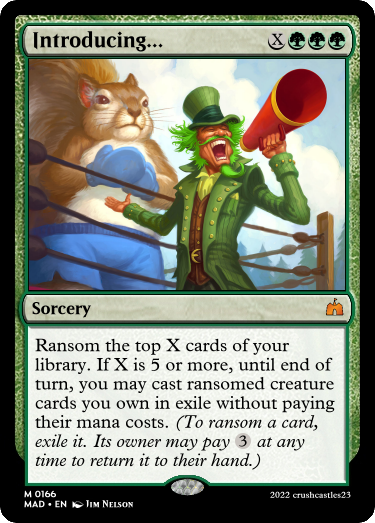 Introducing... X
Sorcery
Ransom the top X cards of your
library. If X is 5 or more, until end of
turn, you may cast ransomed creature
cards you own in exile without paying
their mana costs. (To ransom a card,
exile it. Its owner may pay 3 at any
time to return it to their hand.)
M 0166
MAD • EN Jim Nelson
2022 crushcastles23